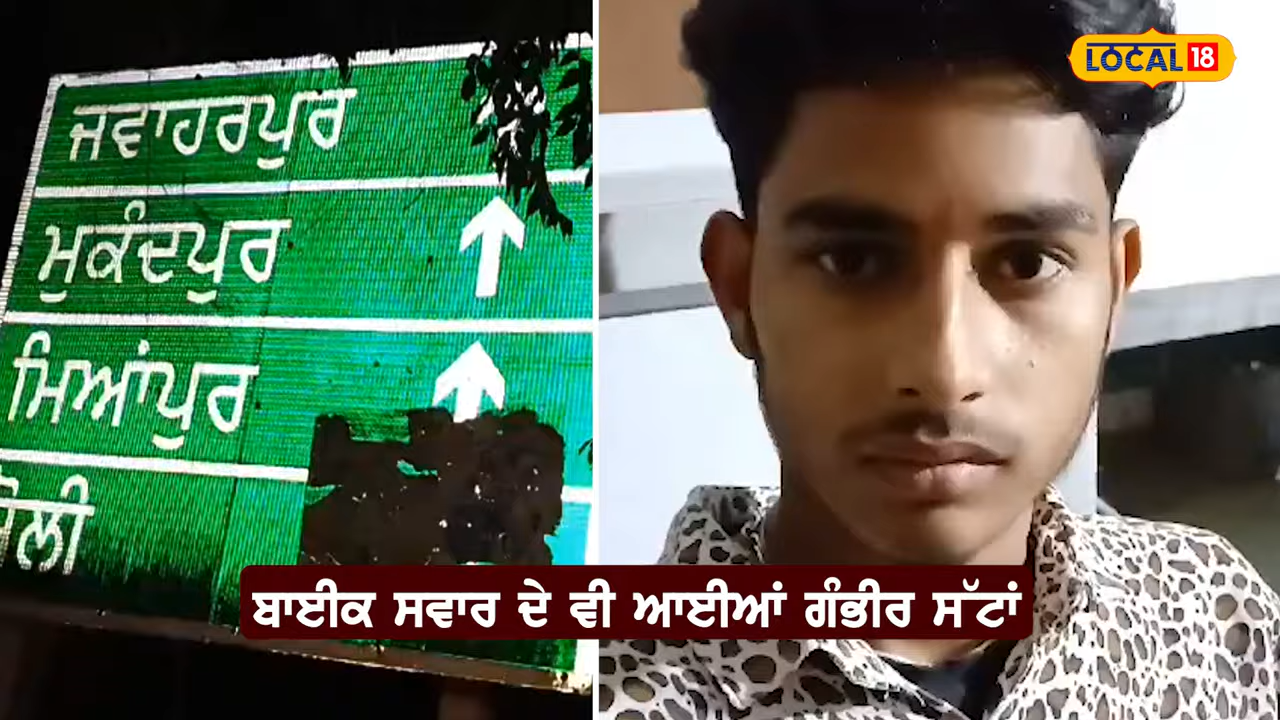 ਜਵਾਹਰਪੁਰ
ਮੁਕੰਦਪੁਰ
ਮਿਆਂਪੁਰ
LOCAL 18
ਬਾਈਕ ਸਵਾਰ ਦੇ ਵੀ ਆਈਆਂ ਗੰਭੀਰ ਸੱਟਾਂ